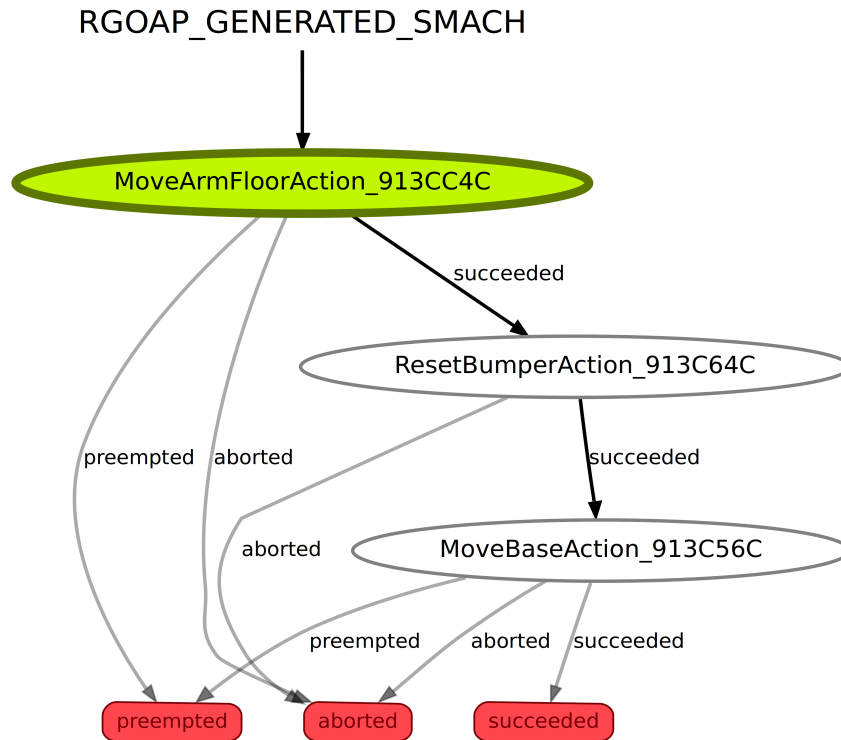 RGOAP_GENERATED_SMACH
MoveArmFloorAction_913CC4C
succeeded
ResetBumperAction_913C64C
preempted
aborted
succeeded
aborted
MoveBaseAction_913C56C
preempted
aborted
succeeded
preempted
aborted
succeeded